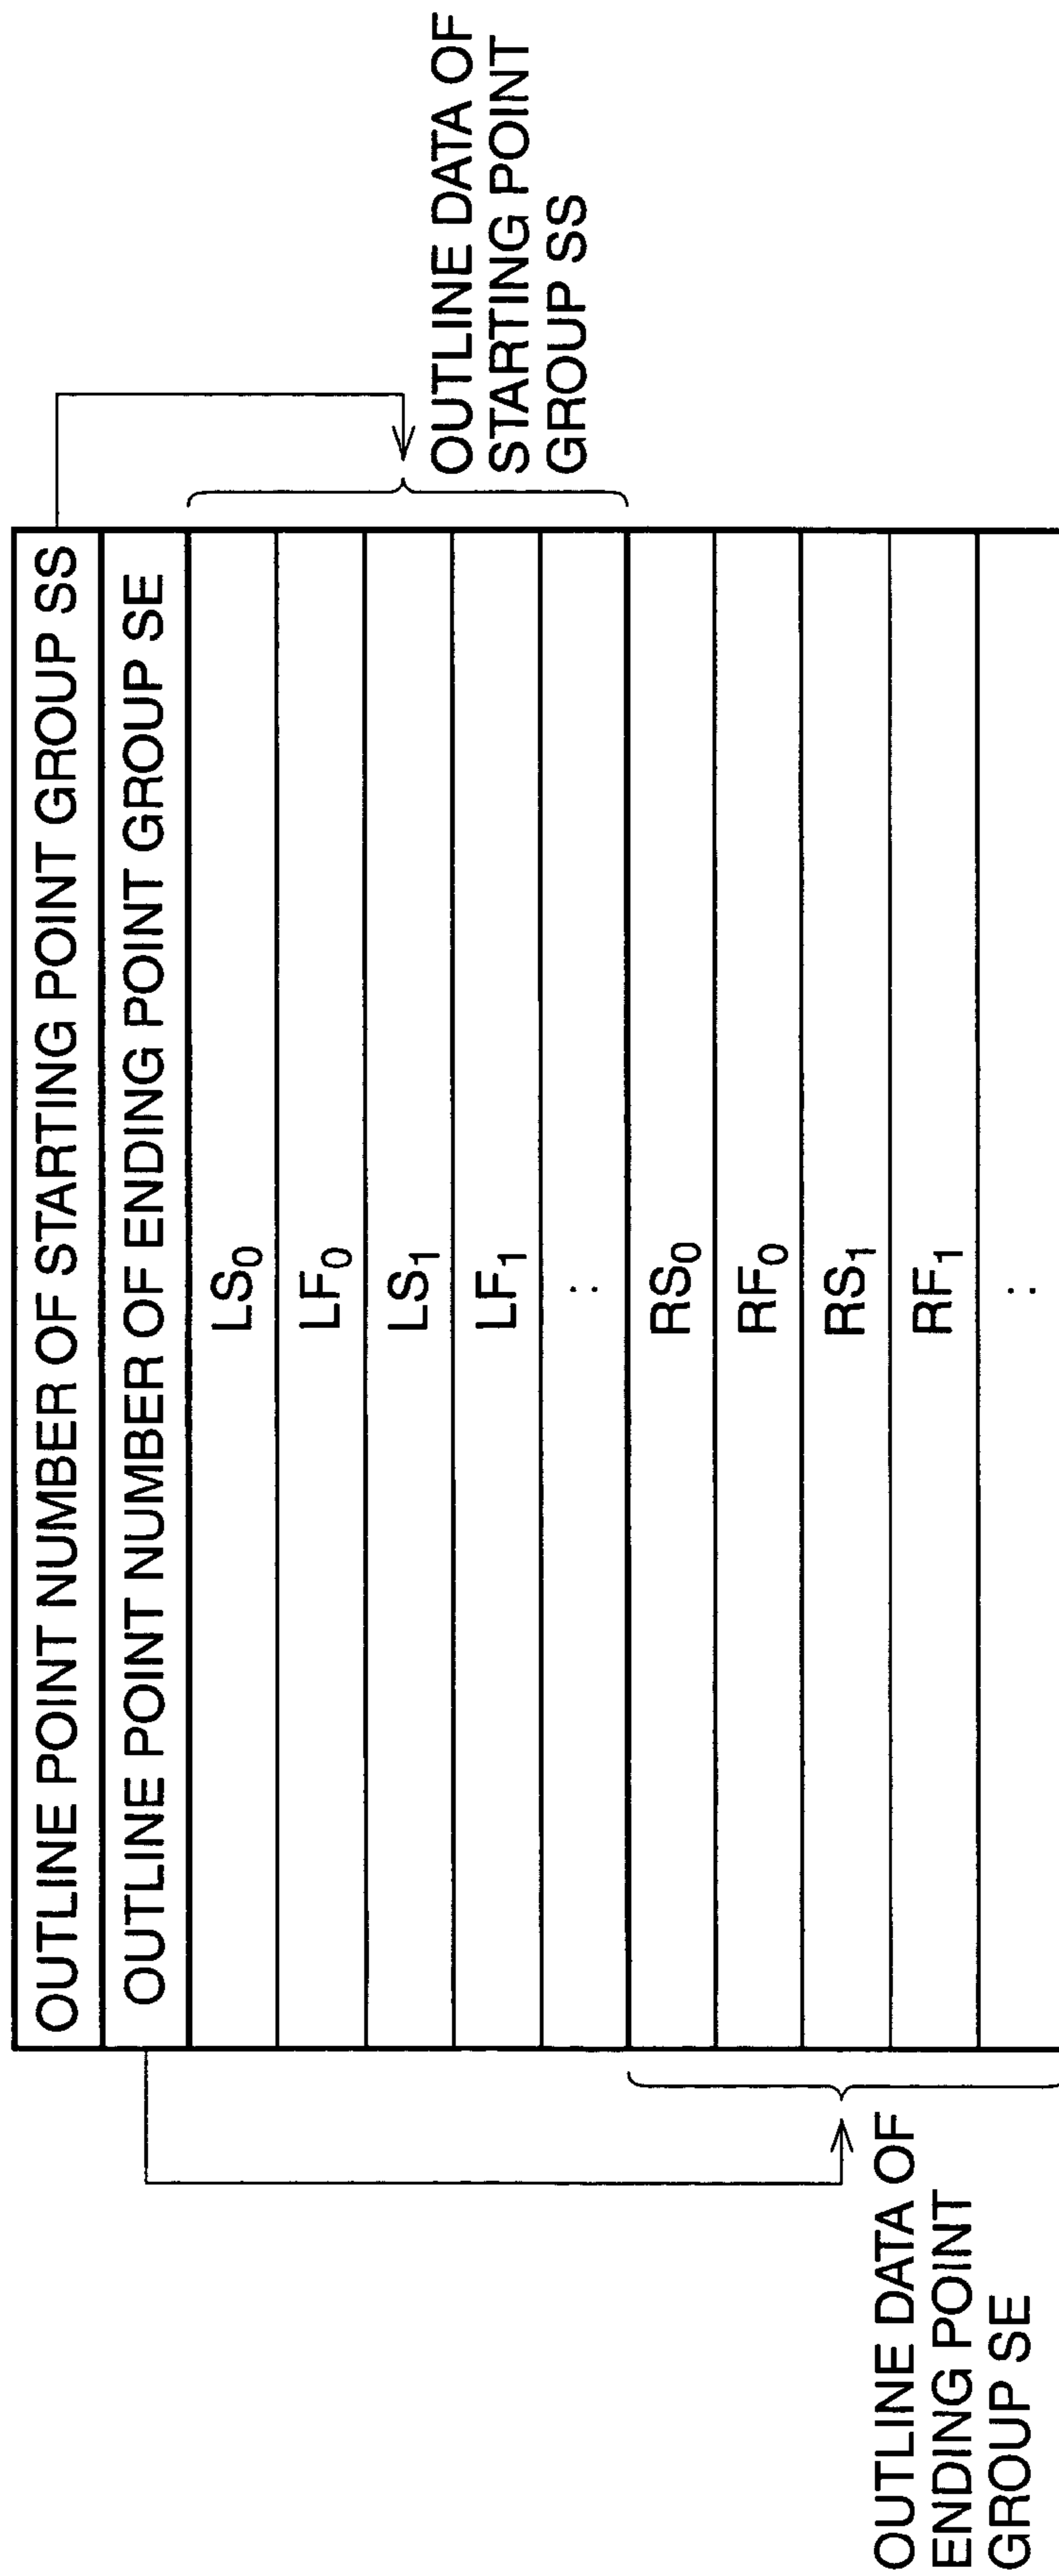 OUTLINE POINT NUMBER OF STARTING POINT GROUP SS
OUTLINE POINT NUMBER OF ENDING POINT GROUP SE
LS0
LF0
LS1
LF1
:
RS0
RF0
RS1
RF1
:
OUTLINE DATA OF
STARTING POINT
GROUP SS
OUTLINE DATA OF
ENDING POINT
GROUP SE